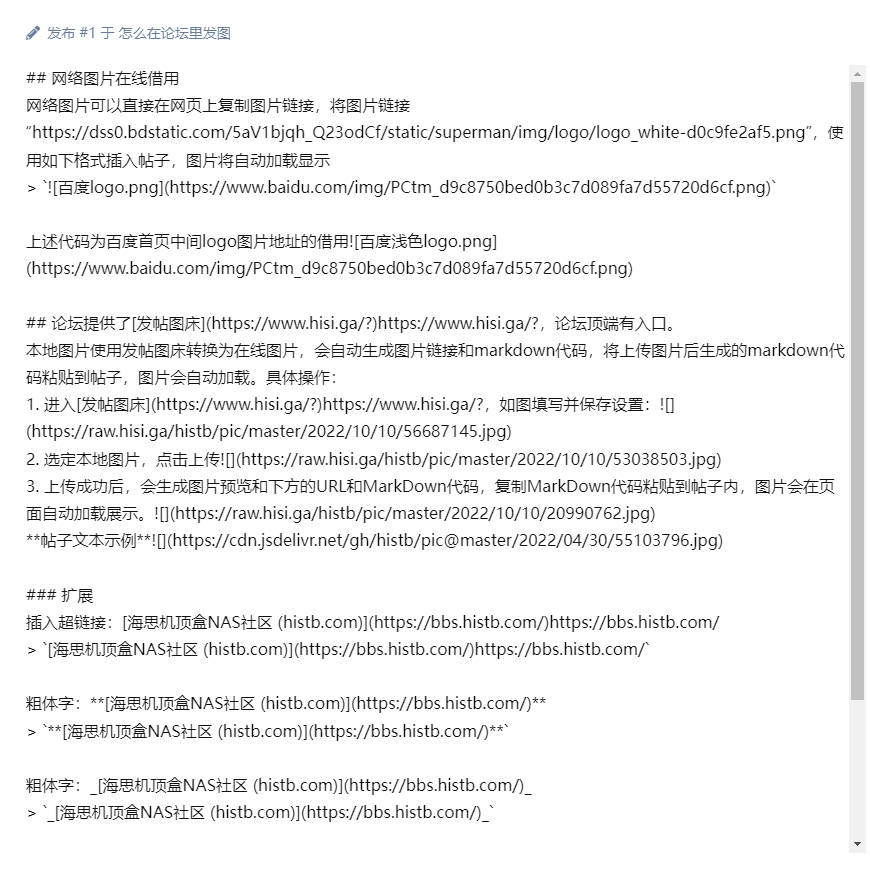 发布 #1 于 怎么在论坛里发图
## 网络图片在线借用
网络图片可以直接在网页上复制图片链接，将图片链接
“https://dss0.bdstatic.com/5aV1bjqh_Q23odCf/static/superman/img/logo/logo_white-d0c9fe2af5.png”，使
用如下格式插入帖子，图片将自动加载显示
> `![百度logo.png](https://www.baidu.com/img/PCtm_d9c8750bed0b3c7d089fa7d55720d6cf.png)`
上述代码为百度首页中间logo图片地址的借用![百度浅色logo.png]
(https://www.baidu.com/img/PCtm_d9c8750bed0b3c7d089fa7d55720d6cf.png)
## 论坛提供了[发帖图床](https://www.hisi.ga/?)https://www.hisi.ga/?，论坛顶端有入口。
本地图片使用发帖图床转换为在线图片，会自动生成图片链接和markdown代码，将上传图片后生成的markdown代
码粘贴到帖子，图片会自动加载。具体操作：
1. 进入[发帖图床](https://www.hisi.ga/?)https://www.hisi.ga/?，如图填写并保存设置：![]
(https://raw.hisi.ga/histb/pic/master/2022/10/10/56687145.jpg)
2. 选定本地图片，点击上传![](https://raw.hisi.ga/histb/pic/master/2022/10/10/53038503.jpg)
3. 上传成功后，会生成图片预览和下方的URL和MarkDown代码，复制MarkDown代码粘贴到帖子内，图片会在页
面自动加载展示。![](https://raw.hisi.ga/histb/pic/master/2022/10/10/20990762.jpg)
**帖子文本示例**![](https://cdn.jsdelivr.net/gh/histb/pic@master/2022/04/30/55103796.jpg)
### 扩展
插入超链接：[海思机顶盒NAS社区 (histb.com)](https://bbs.histb.com/)https://bbs.histb.com/
> `[海思机顶盒NAS社区 (histb.com)](https://bbs.histb.com/)https://bbs.histb.com/`
粗体字：**[海思机顶盒NAS社区 (histb.com)](https://bbs.histb.com/)**
> `**[海思机顶盒NAS社区 (histb.com)](https://bbs.histb.com/)**`
粗体字：_[海思机顶盒NAS社区 (histb.com)](https://bbs.histb.com/)_
> `_[海思机顶盒NAS社区 (histb.com)](https://bbs.histb.com/)_`